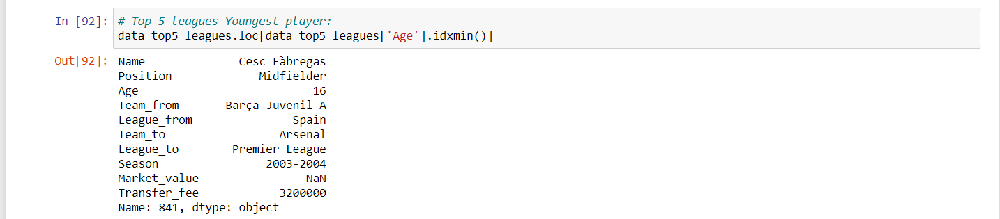 In [92]: # Top 5 leagues-Youngest player:
data_top5_leagues.loc[data_top5_leagues['Age'].idxmin()]
Out[92]: Name Cesc Fàbregas
Position Midfielder
Age 16
Team_from Barça Juvenil A
League_from Spain
Team_to Arsenal
League_to Premier League
Season 2003-2004
Market_value NaN
Transfer_fee 3200000
Name: 841, dtype: object